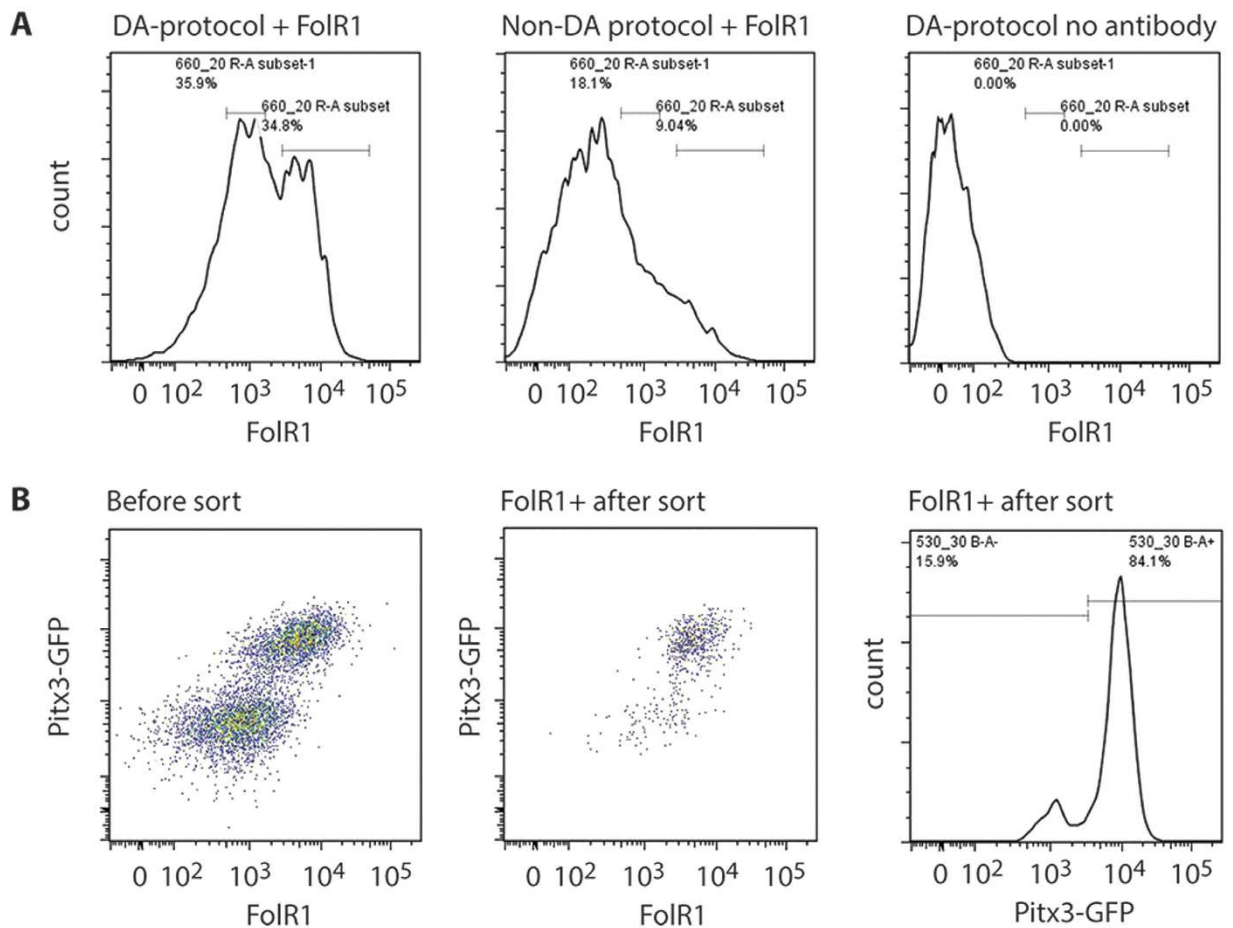 A
DA-protocol + FolR1
Non-DA protocol + FolR1
DA-protocol no antibody
660_20 R-A subset-1
35.9%
660_20 R-A subset
34.8%
660_20 R-A subset-1
18.1%
660_20 R-A subset
9.04%
660_20 R-A subset-1
0.00%
660_20 R-A subset
0.00%
count
0 10² 10³ 10⁴ 10⁵
0 10² 10³ 10⁴ 10⁵
0 10² 10³ 10⁴ 10⁵
FolR1
FolR1
FolR1
B
Before sort
FolR1+ after sort
FolR1+ after sort
Pitx3-GFP
Pitx3-GFP
count
530_30 B-A-
15.9%
530_30 B-A+
84.1%
0 10² 10³ 10⁴ 10⁵
0 10² 10³ 10⁴ 10⁵
0 10² 10³ 10⁴ 10⁵
FolR1
FolR1
Pitx3-GFP